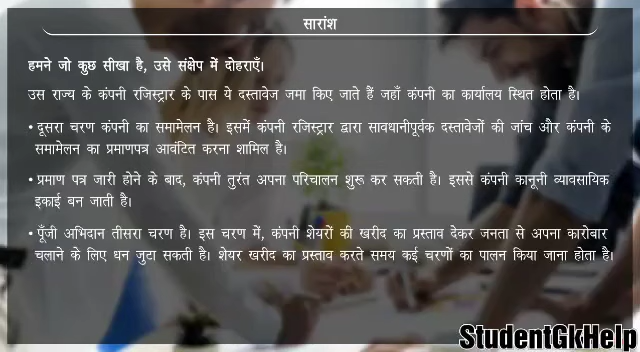 सारांश
हमने जो कुछ सीखा है, उसे संक्षेप में दोहराएँ।
उस राज्य के कंपनी रजिस्ट्रार के पास ये दस्तावेज जमा किए जाते हैं जहाँ कंपनी का कार्यालय स्थित होता है।
• दूसरा चरण कंपनी का समामेलन है। इसमें कंपनी रजिस्ट्रार द्वारा सावधानीपूर्वक दस्तावेजों की जांच और कंपनी के
समामेलन का प्रमाणपत्र आवंटित करना शामिल है।
• प्रमाण पत्र जारी होने के बाद, कंपनी तुरंत अपना परिचालन शुरू कर सकती है। इससे कंपनी कानूनी व्यावसायिक
इकाई बन जाती है।
• पूँजी अभिदान तीसरा चरण है। इस चरण में, कंपनी शेयरों की खरीद का प्रस्ताव देकर जनता से अपना कारोबार
चलाने के लिए धन जुटा सकती है। शेयर खरीद का प्रस्ताव करते समय कई चरणों का पालन किया जाना होता है।
StudentGkHelp